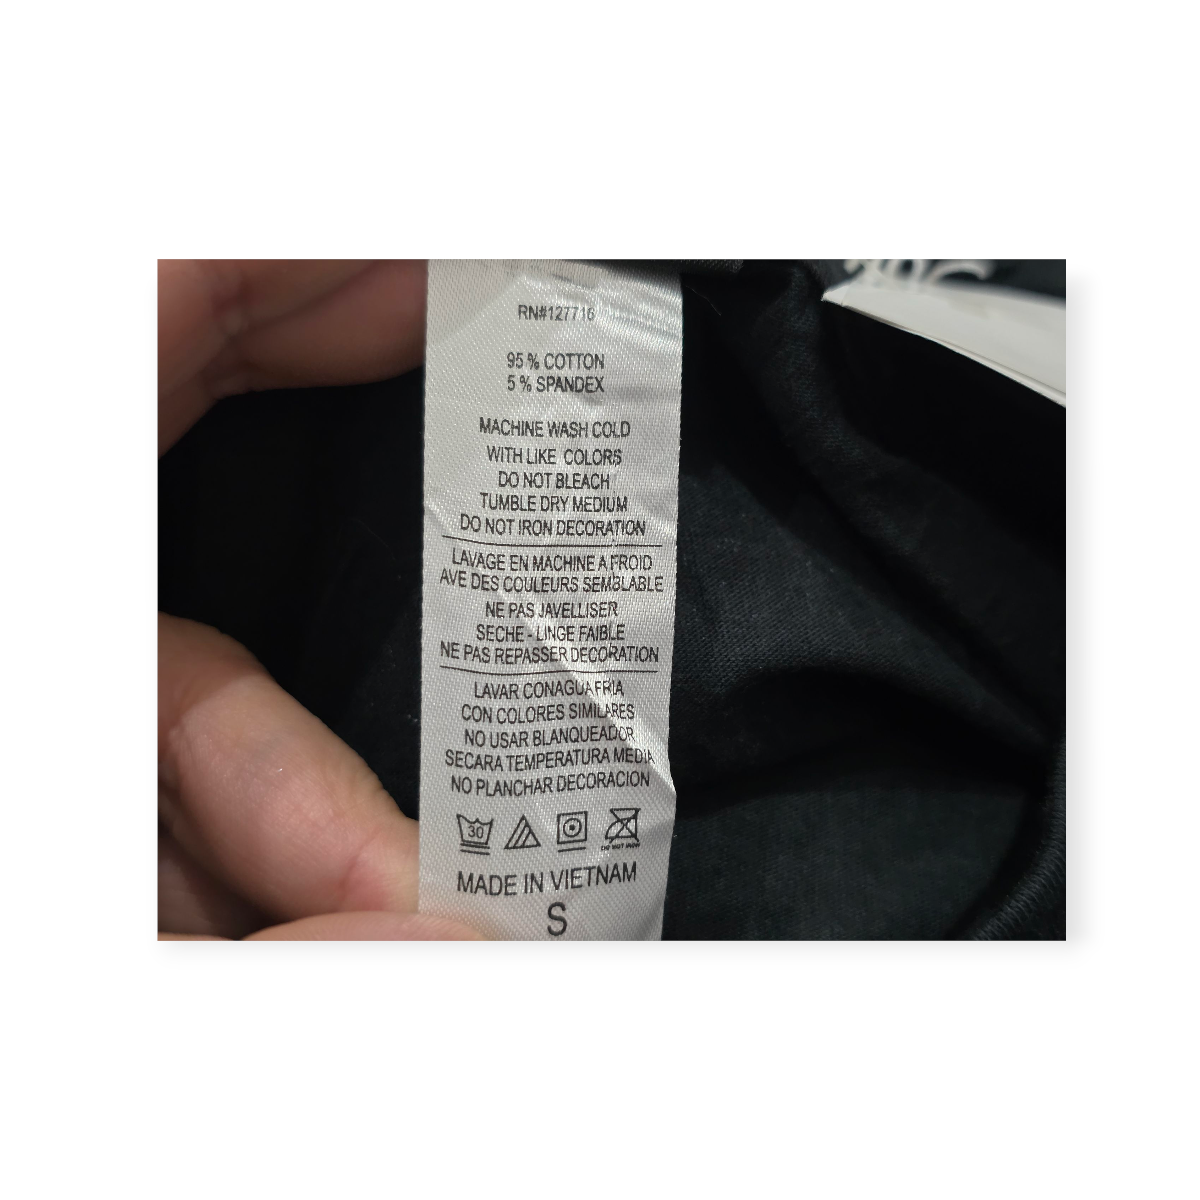 RN#127716
95 % COTTON
5 % SPANDEX
MACHINE WASH COLD
WITH LIKE COLORS
DO NOT BLEACH
TUMBLE DRY MEDIUM
DO NOT IRON DECORATION
LAVAGE EN MACHINE A FROID
AVE DES COULEURS SEMBLABLE
NE PAS JAVELLISER
SECHE - LINGE FAIBLE
NE PAS REPASSER DECORATION
LAVAR CONAGUA FRIA
CON COLORES SIMILARES
NO USAR BLANQUEADOR
SECARA TEMPERATURA MEDIA
NO PLANCHAR DECORACION
30
DO NOT IRON
MADE IN VIETNAM
S